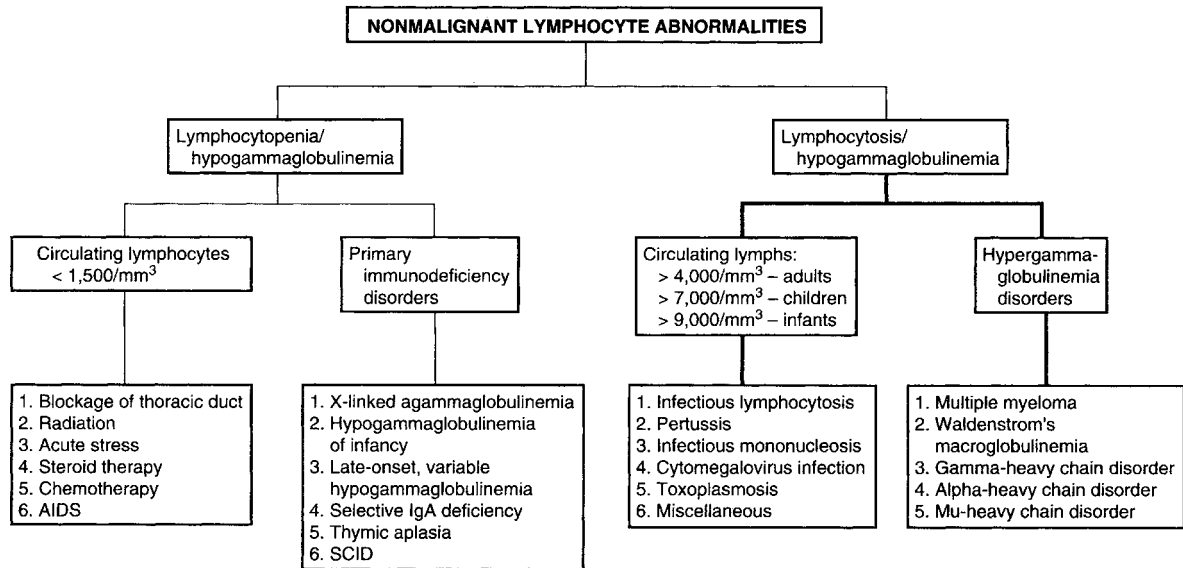 NONMALIGNANT LYMPHOCYTE ABNORMALITIES
Lymphocytopenia/
hypogammaglobulinemia
Lymphocytosis/
hypogammaglobulinemia
Circulating lymphocytes
< 1,500/mm³
Primary
immunodeficiency
disorders
Circulating lymphs:
> 4,000/mm³ – adults
> 7,000/mm³ – children
> 9,000/mm³ – infants
Hypergamma-
globulinemia
disorders
1. Blockage of thoracic duct
2. Radiation
3. Acute stress
4. Steroid therapy
5. Chemotherapy
6. AIDS
1. X-linked agammaglobulinemia
2. Hypogammaglobulinemia
of infancy
3. Late-onset, variable
hypogammaglobulinemia
4. Selective IgA deficiency
5. Thymic aplasia
6. SCID
1. Infectious lymphocytosis
2. Pertussis
3. Infectious mononucleosis
4. Cytomegalovirus infection
5. Toxoplasmosis
6. Miscellaneous
1. Multiple myeloma
2. Waldenstrom's
macroglobulinemia
3. Gamma-heavy chain disorder
4. Alpha-heavy chain disorder
5. Mu-heavy chain disorder